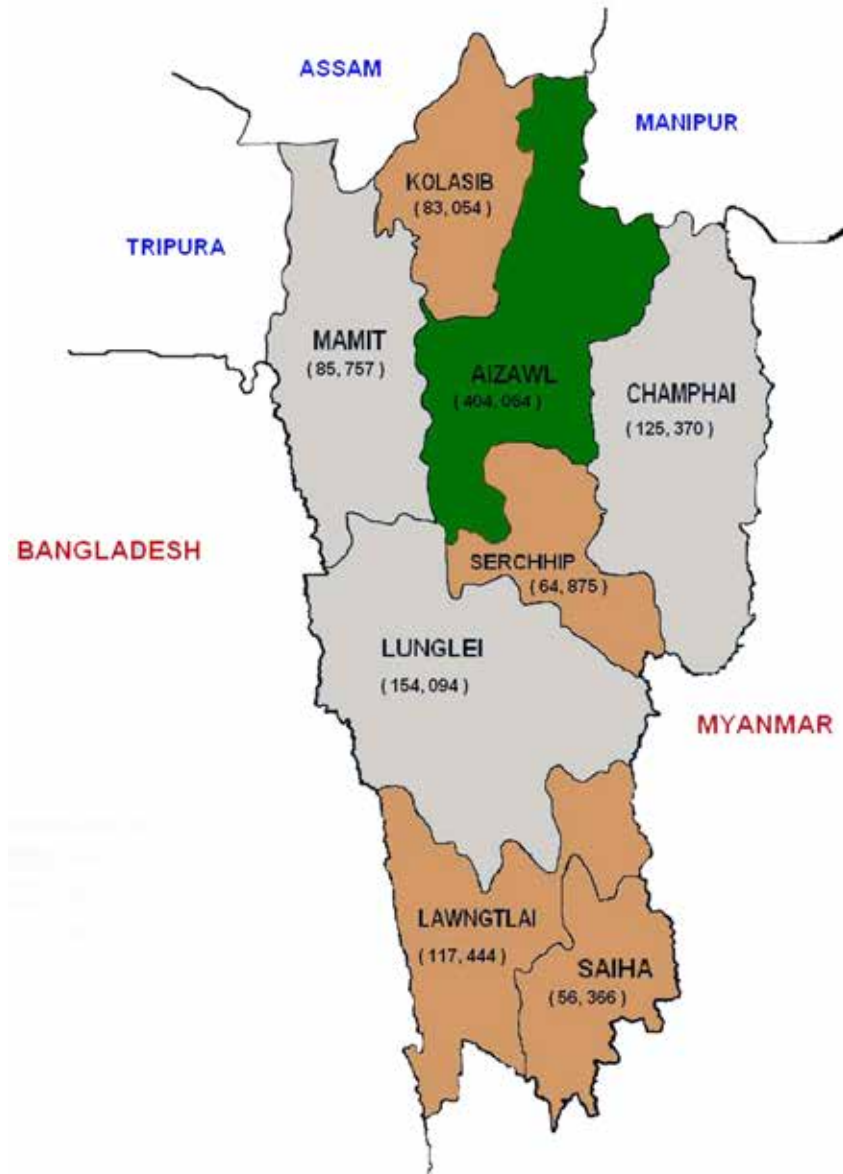 ASSAM
MANIPUR
KOLASIB
( 83, 054 )
TRIPURA
MAMIT
( 85, 757 )
AIZAWL
( 404, 054 )
CHAMPHAI
( 125, 370 )
BANGLADESH
SERCHHIP
( 64, 875 )
LUNGLEI
( 154, 094 )
MYANMAR
LAWNGTLAI
( 117, 444 )
SAIHA
( 56, 366 )